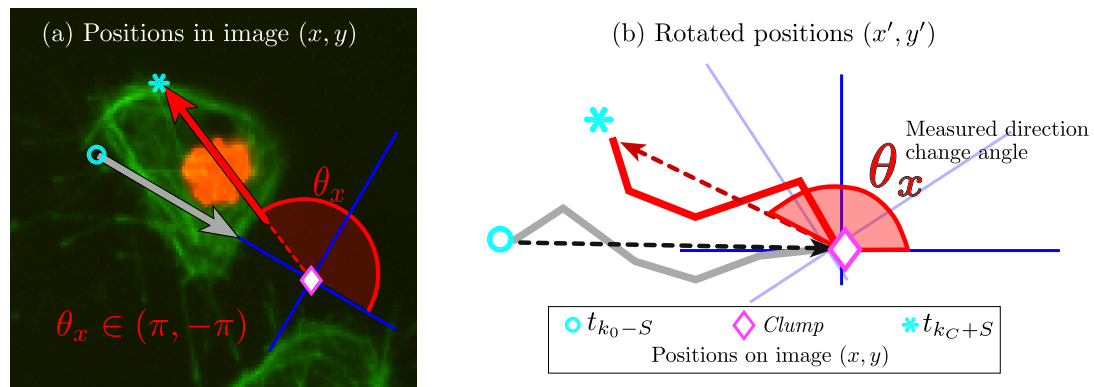 (a) Positions in image (x, y)
θx
θx ∈ (π, −π)
(b) Rotated positions (x′, y′)
Measured direction
change angle
θx
tk0−S Clump tkC+S
Positions on image (x, y)